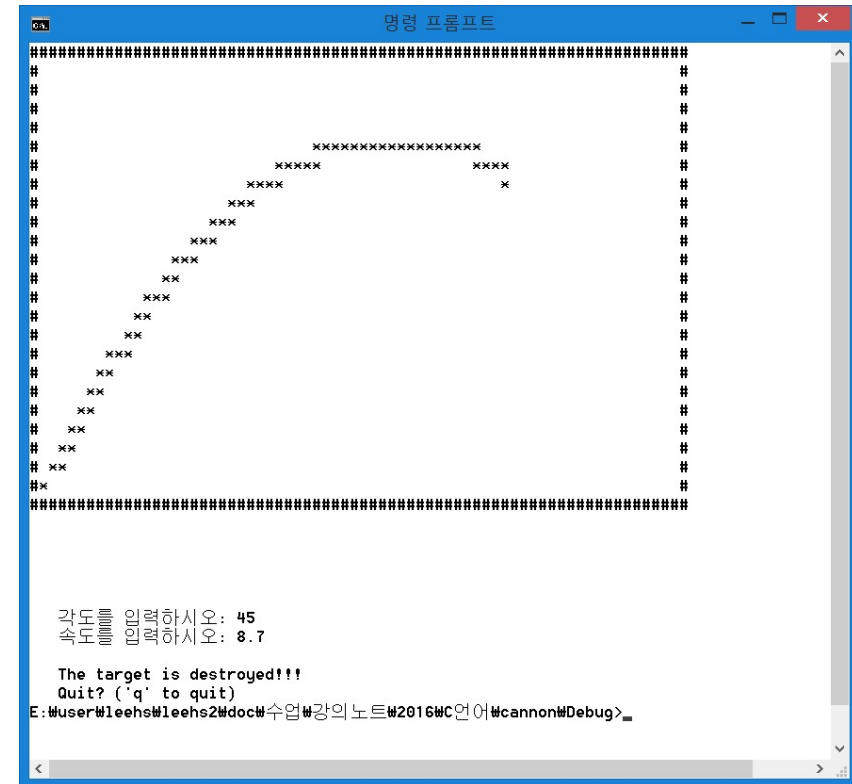 명령 프롬프트
######################################################################
#                                                                    #
#                                                                    #
#                                                                    #
#                                                                    #
#                             ******************                     #
#                         *****                ****                  #
#                      ****                       *                  #
#                    ***                                             #
#                  ***                                               #
#                ***                                                 #
#              ***                                                   #
#             **                                                     #
#           ***                                                      #
#          **                                                        #
#         **                                                         #
#       ***                                                          #
#      **                                                            #
#     **                                                             #
#    **                                                              #
#   **                                                               #
#  **                                                                #
# **                                                                 #
#*                                                                   #
######################################################################
각도를 입력하시오: 45
속도를 입력하시오: 8.7
The target is destroyed!!!
Quit? ('q' to quit)
E:₩user₩leehs₩leehs2₩doc₩수업₩강의노트₩2016₩C언어₩cannon₩Debug>_